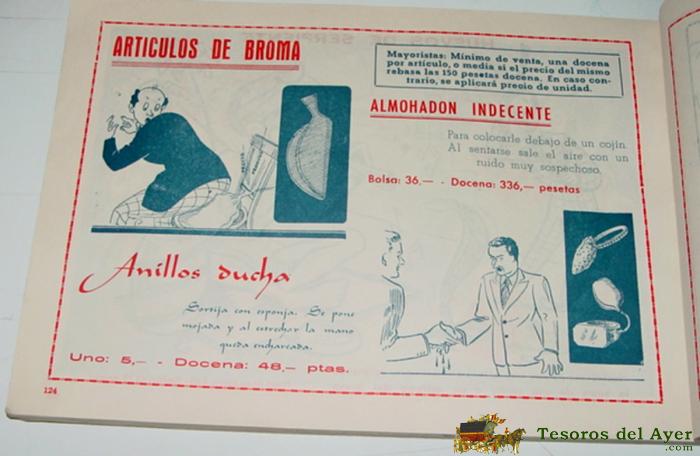 ARTICULOS DE BROMA
Mayoristas: Mínimo de venta, una docena
por artículo, o media si el precio del mismo
rebasa las 150 pesetas docena. En caso con-
trario, se aplicará precio de unidad.
ALMOHADON INDECENTE
Para colocarle debajo de un cojín.
Al sentarse sale el aire con un
ruido muy sospechoso.
Bolsa: 36,— - Docena: 336,— pesetas
Anillos ducha
Sortija con esponja. Se pone
mojada y al estrechar la mano
queda encharcada.
Uno: 5,— - Docena: 48,— ptas.
124
Tesoros del Ayer
.com